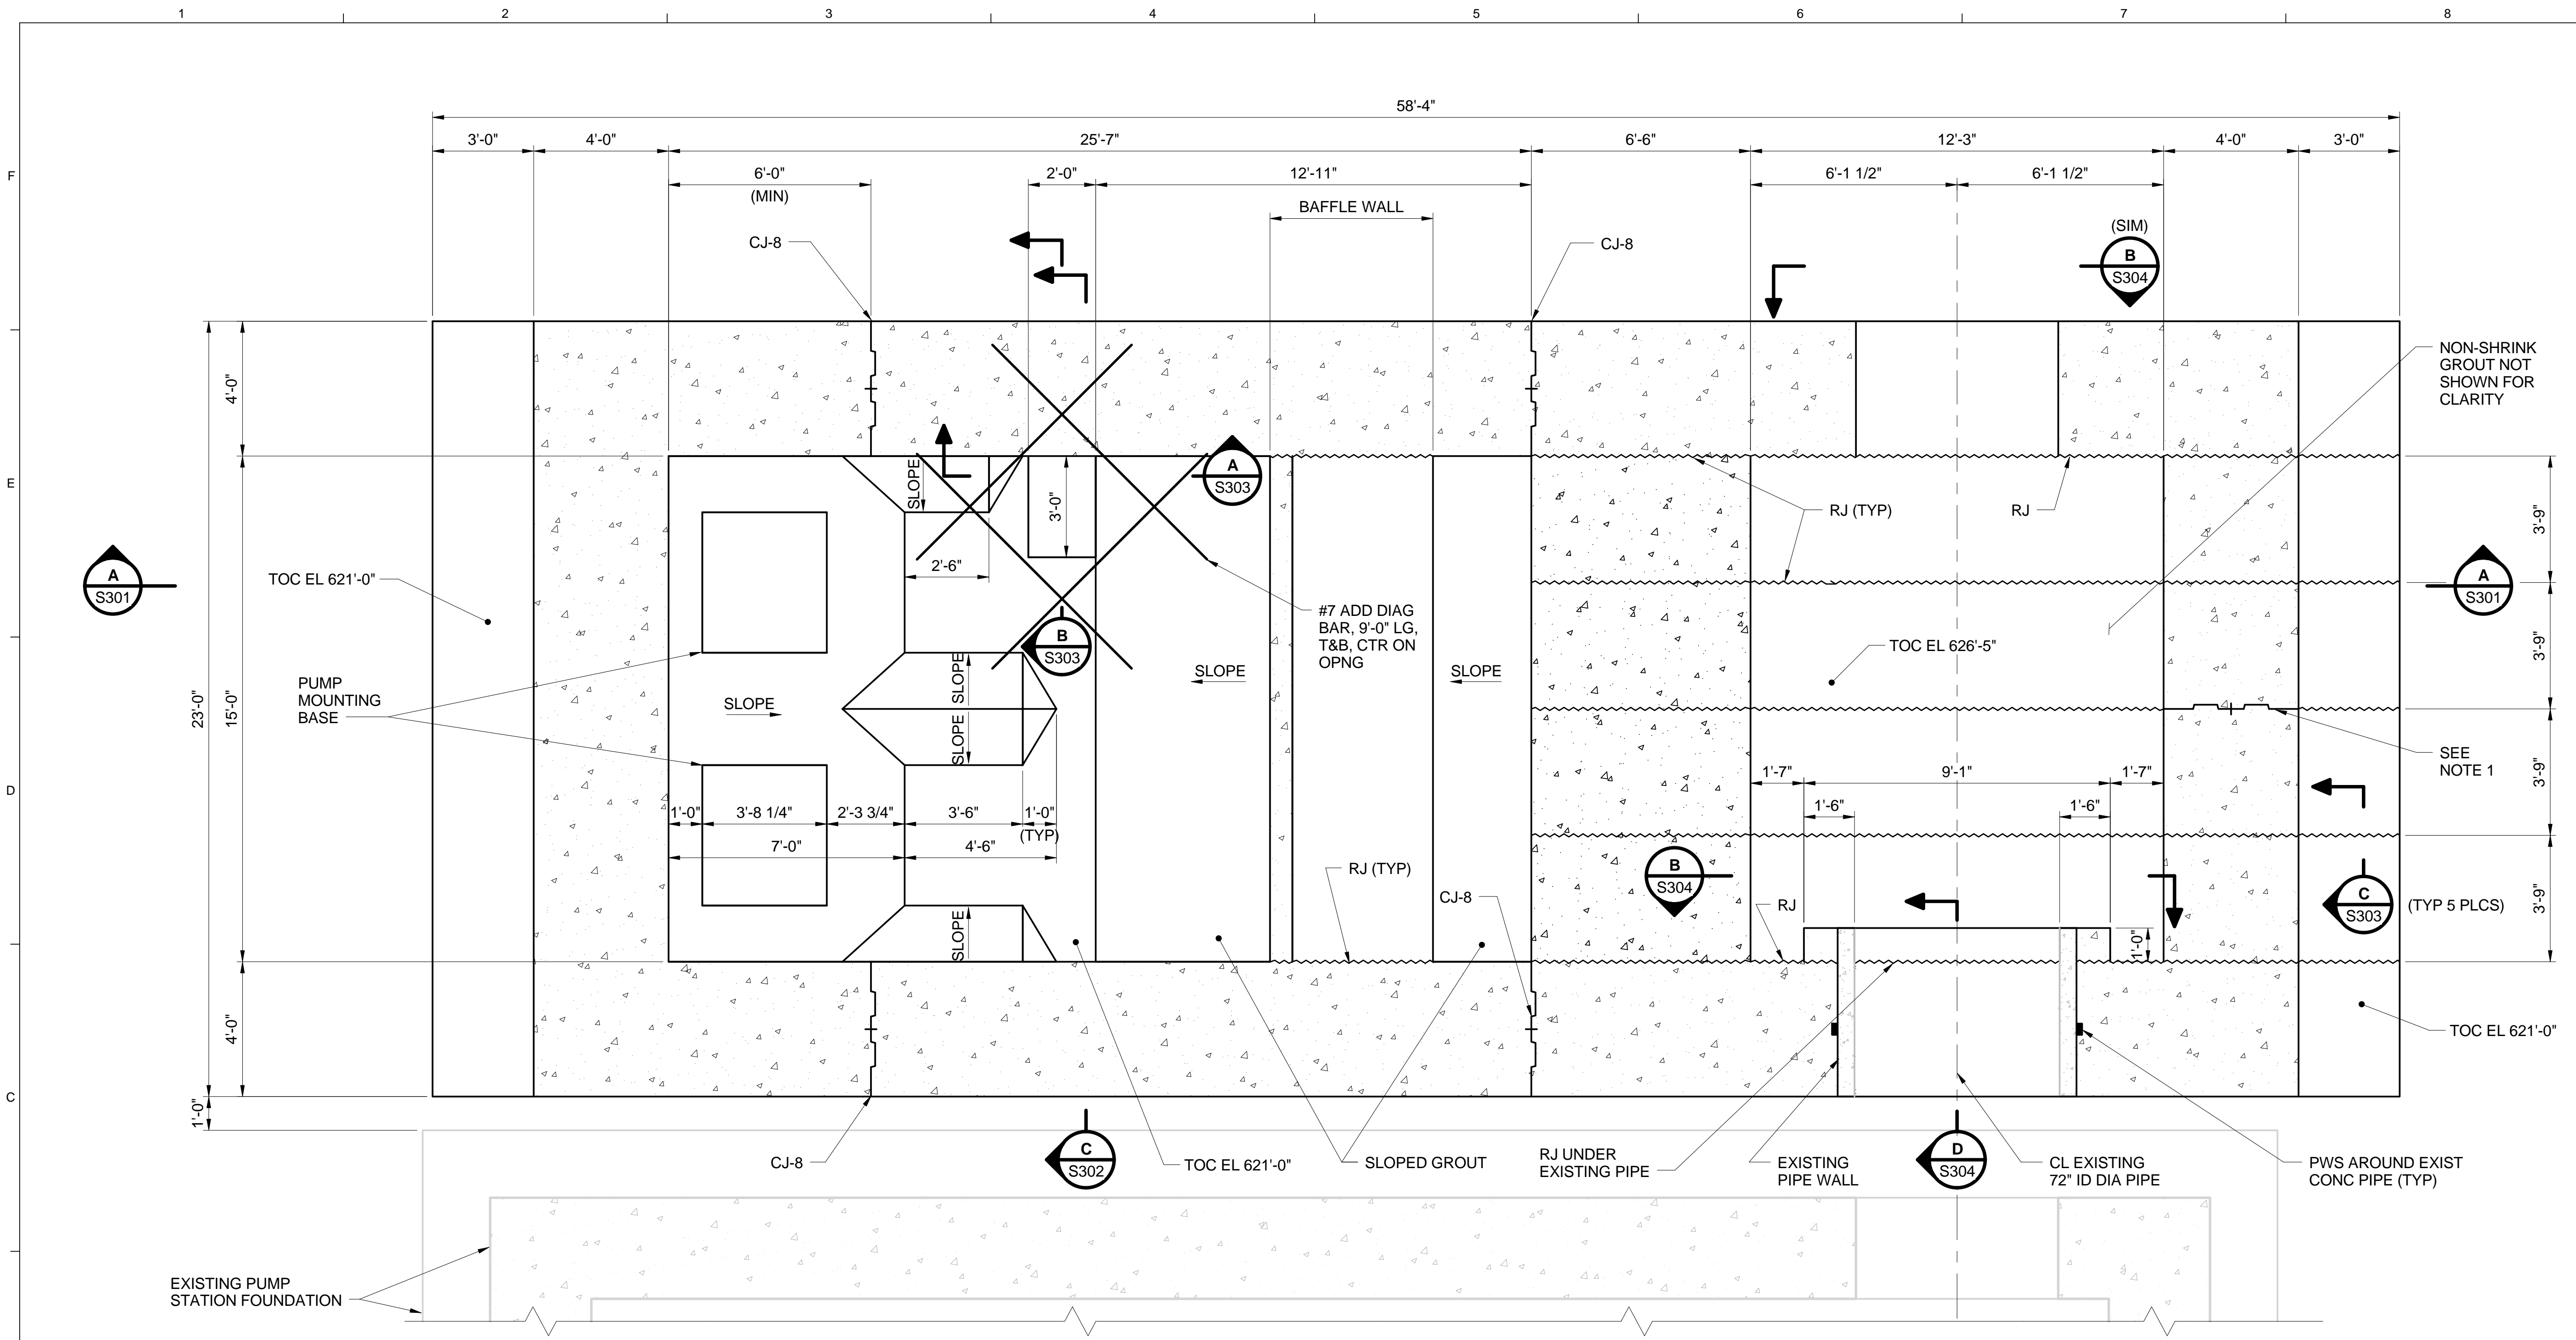 1 2 3 4 5 6 7 8
58'-4"
3'-0" 4'-0" 25'-7" 6'-6" 12'-3" 4'-0" 3'-0"
F
6'-0" 2'-0" 12'-11" 6'-1 1/2" 6'-1 1/2"
(MIN)
BAFFLE WALL
(SIM)
CJ-8
CJ-8
B
S304
NON-SHRINK
GROUT NOT
SHOWN FOR
CLARITY
4'-0"
E
A
S303
SLOPE
3'-0"
RJ (TYP)
RJ
3'-9"
2'-6"
A
S301
TOC EL 621'-0"
A
S301
#7 ADD DIAG
BAR, 9'-0" LG,
T&B, CTR ON
OPNG
B
S303
TOC EL 626'-5"
3'-9"
SLOPE
SLOPE
SLOPE
PUMP
MOUNTING
BASE
SLOPE
SLOPE
23'-0"
15'-0"
SEE
NOTE 1
3'-9"
D
1'-7" 9'-1" 1'-7"
1'-0" 3'-8 1/4" 2'-3 3/4" 3'-6" 1'-0"
(TYP)
1'-6" 1'-6"
7'-0" 4'-6"
RJ (TYP)
B
S304
CJ-8
RJ
C
S303
(TYP 5 PLCS)
3'-9"
SLOPE
1'-0"
4'-0"
TOC EL 621'-0"
C
1'-0"
CJ-8
C
S302
TOC EL 621'-0"
SLOPED GROUT
RJ UNDER
EXISTING PIPE
EXISTING
PIPE WALL
D
S304
CL EXISTING
72" ID DIA PIPE
PWS AROUND EXIST
CONC PIPE (TYP)
EXISTING PUMP
STATION FOUNDATION